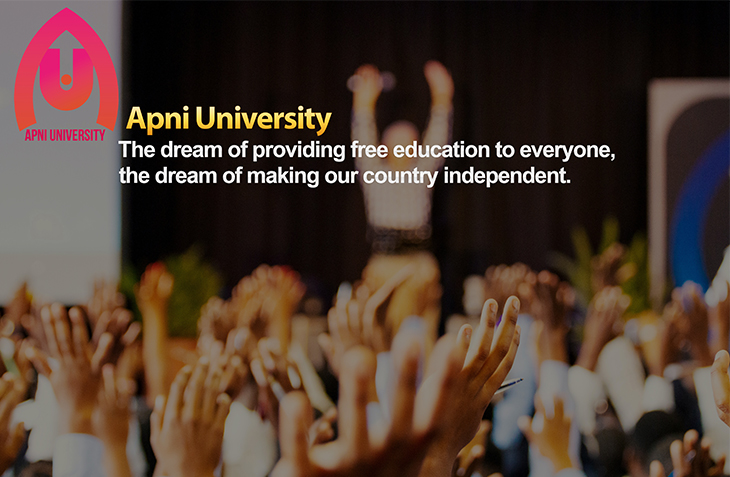 APNI UNIVERSITY
Apni University
The dream of providing free education to everyone,
the dream of making our country independent.